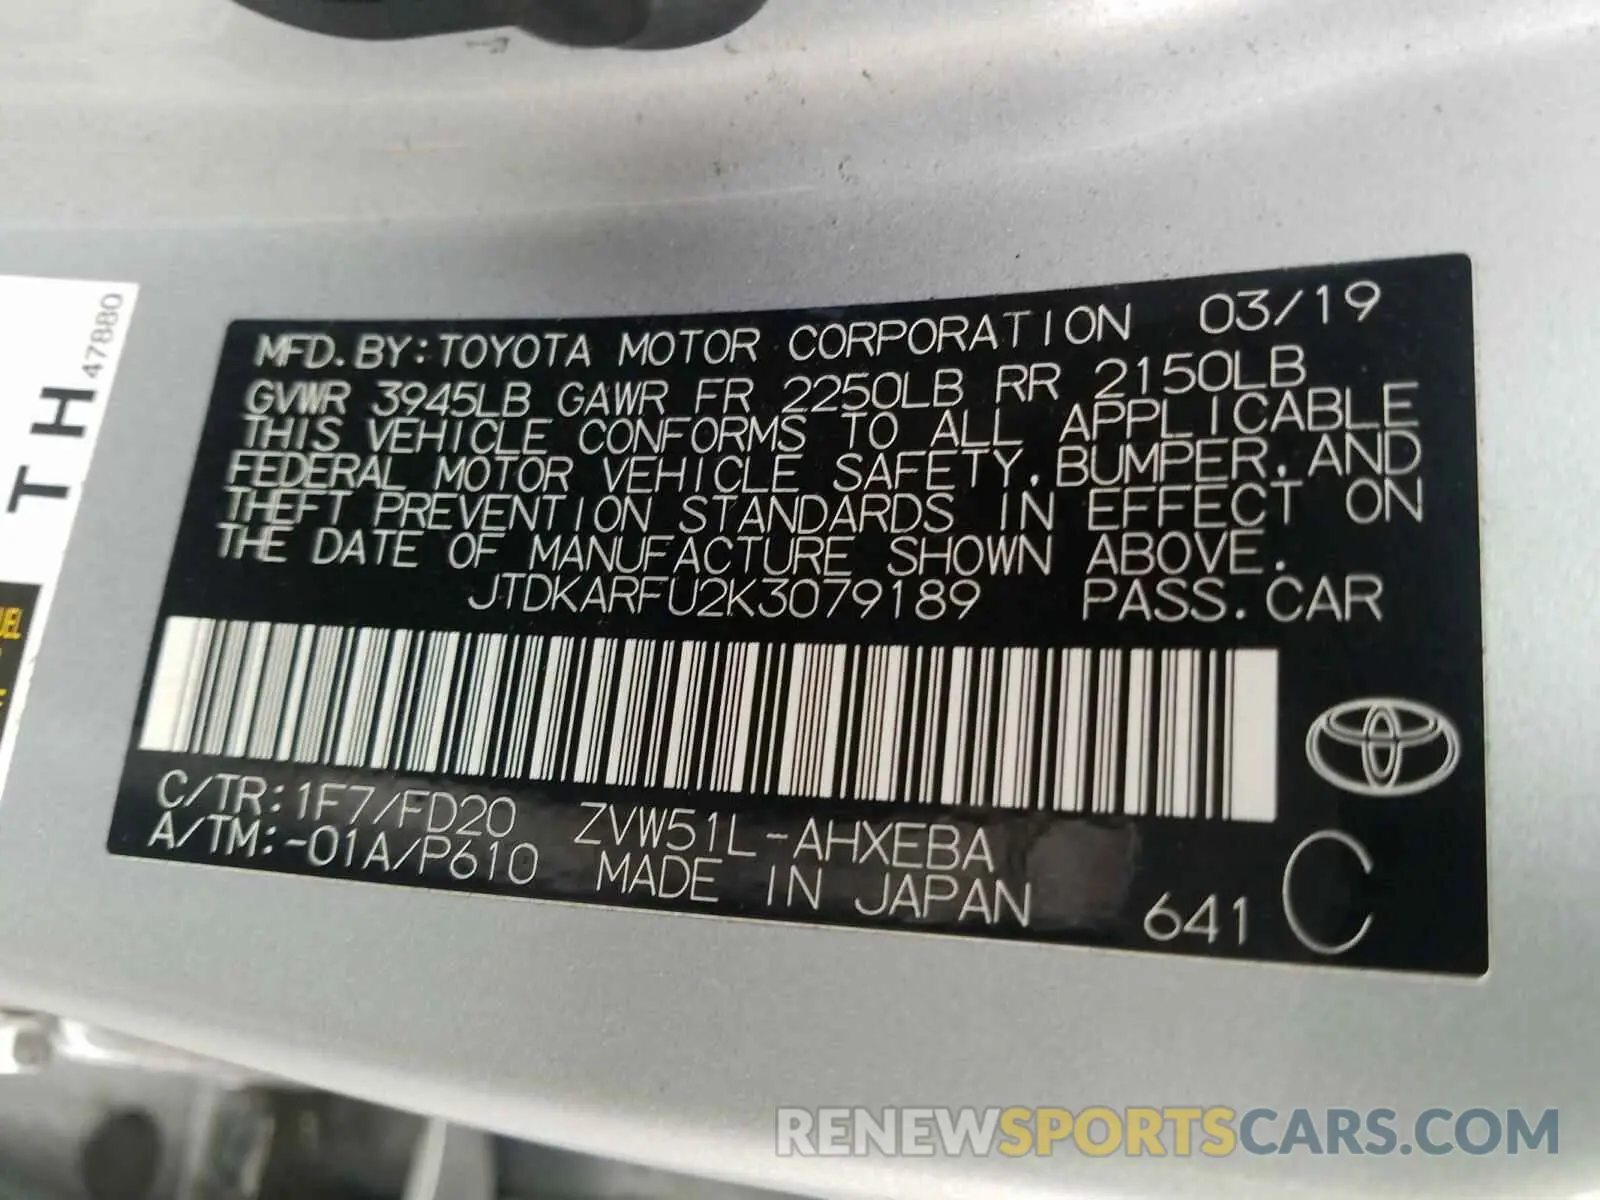 MFD.BY:TOYOTA MOTOR CORPORATION 03/19
GVWR 3945LB GAWR FR 2250LB RR 2150LB
THIS VEHICLE CONFORMS TO ALL APPLICABLE
FEDERAL MOTOR VEHICLE SAFETY, BUMPER, AND
THEFT PREVENTION STANDARDS IN EFFECT ON
THE DATE OF MANUFACTURE SHOWN ABOVE.
JTDKARFU2K3079189 PASS.CAR
C/TR:1F7/FD20 ZVW51L-AHXEBA
A/TM:-01A/P610 MADE IN JAPAN 641 C
TH
47880
RENEWSPORTSCARS.COM